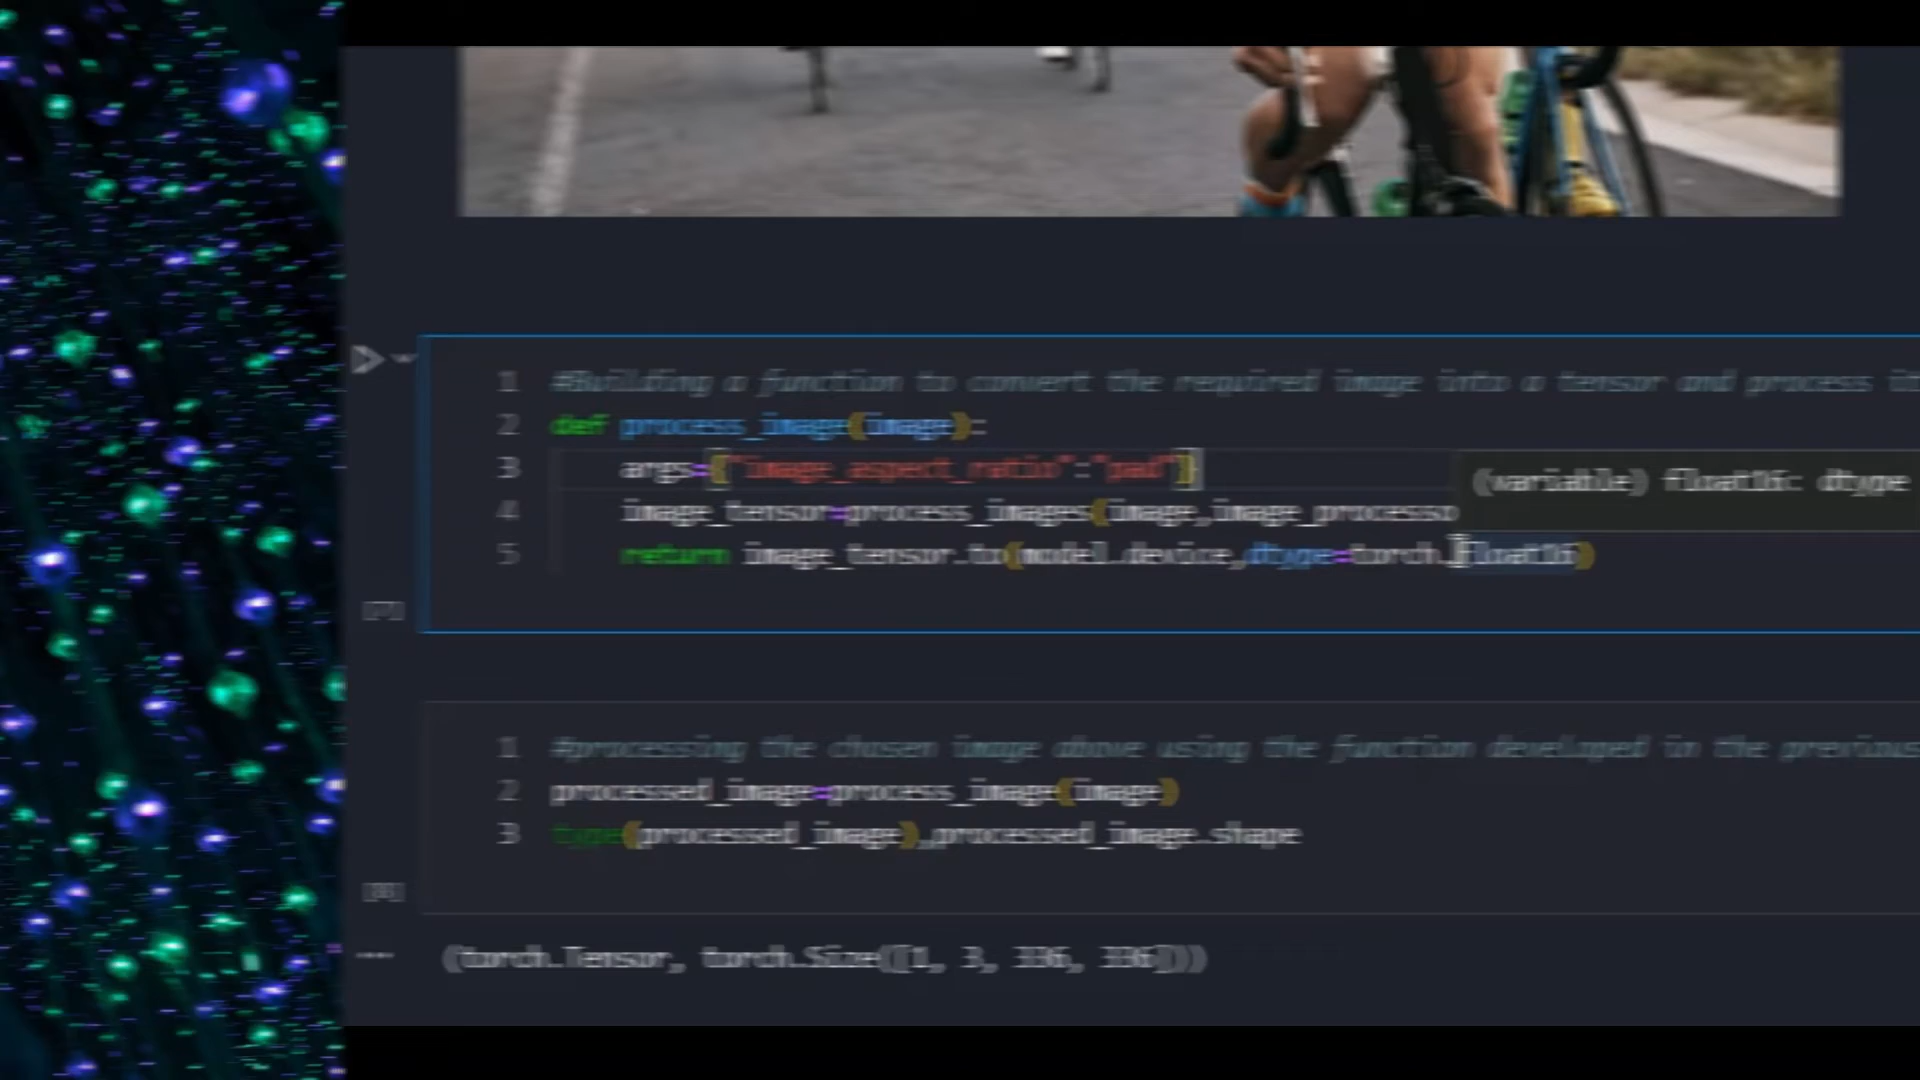 1 #Building a function to convert the required image into a tensor and process it
2 def process_image(image):
3 args={"image_aspect_ratio":"pad"}
(variable) float16: dtype
4 image_tensor=process_images(image,image_processo
5 return image_tensor.to(model.device,dtype=torch.float16)
[7]
1 #processing the chosen image above using the function developed in the previous
2 processed_image=process_image(image)
3 type(processed_image),processed_image.shape
[8]
... (torch.Tensor, torch.Size([1, 3, 336, 336]))